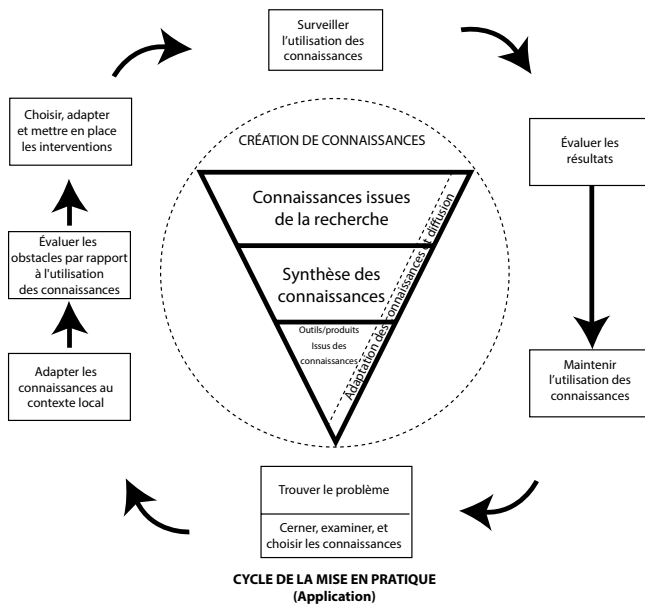 Surveiller
l'utilisation des
connaissances
Choisir, adapter
et mettre en place
les interventions
CRÉATION DE CONNAISSANCES
Évaluer les
résultats
Connaissances issues
de la recherche
Évaluer les
obstacles par rapport
à l'utilisation
des connaissances
Synthèse des
connaissances
Adaptation des connaissances et diffusion
Outils/produits
Issus des
connaissances
Adapter les
connaissances au
contexte local
Maintenir
l'utilisation des
connaissances
Trouver le problème
Cerner, examiner, et
choisir les connaissances
CYCLE DE LA MISE EN PRATIQUE
(Application)